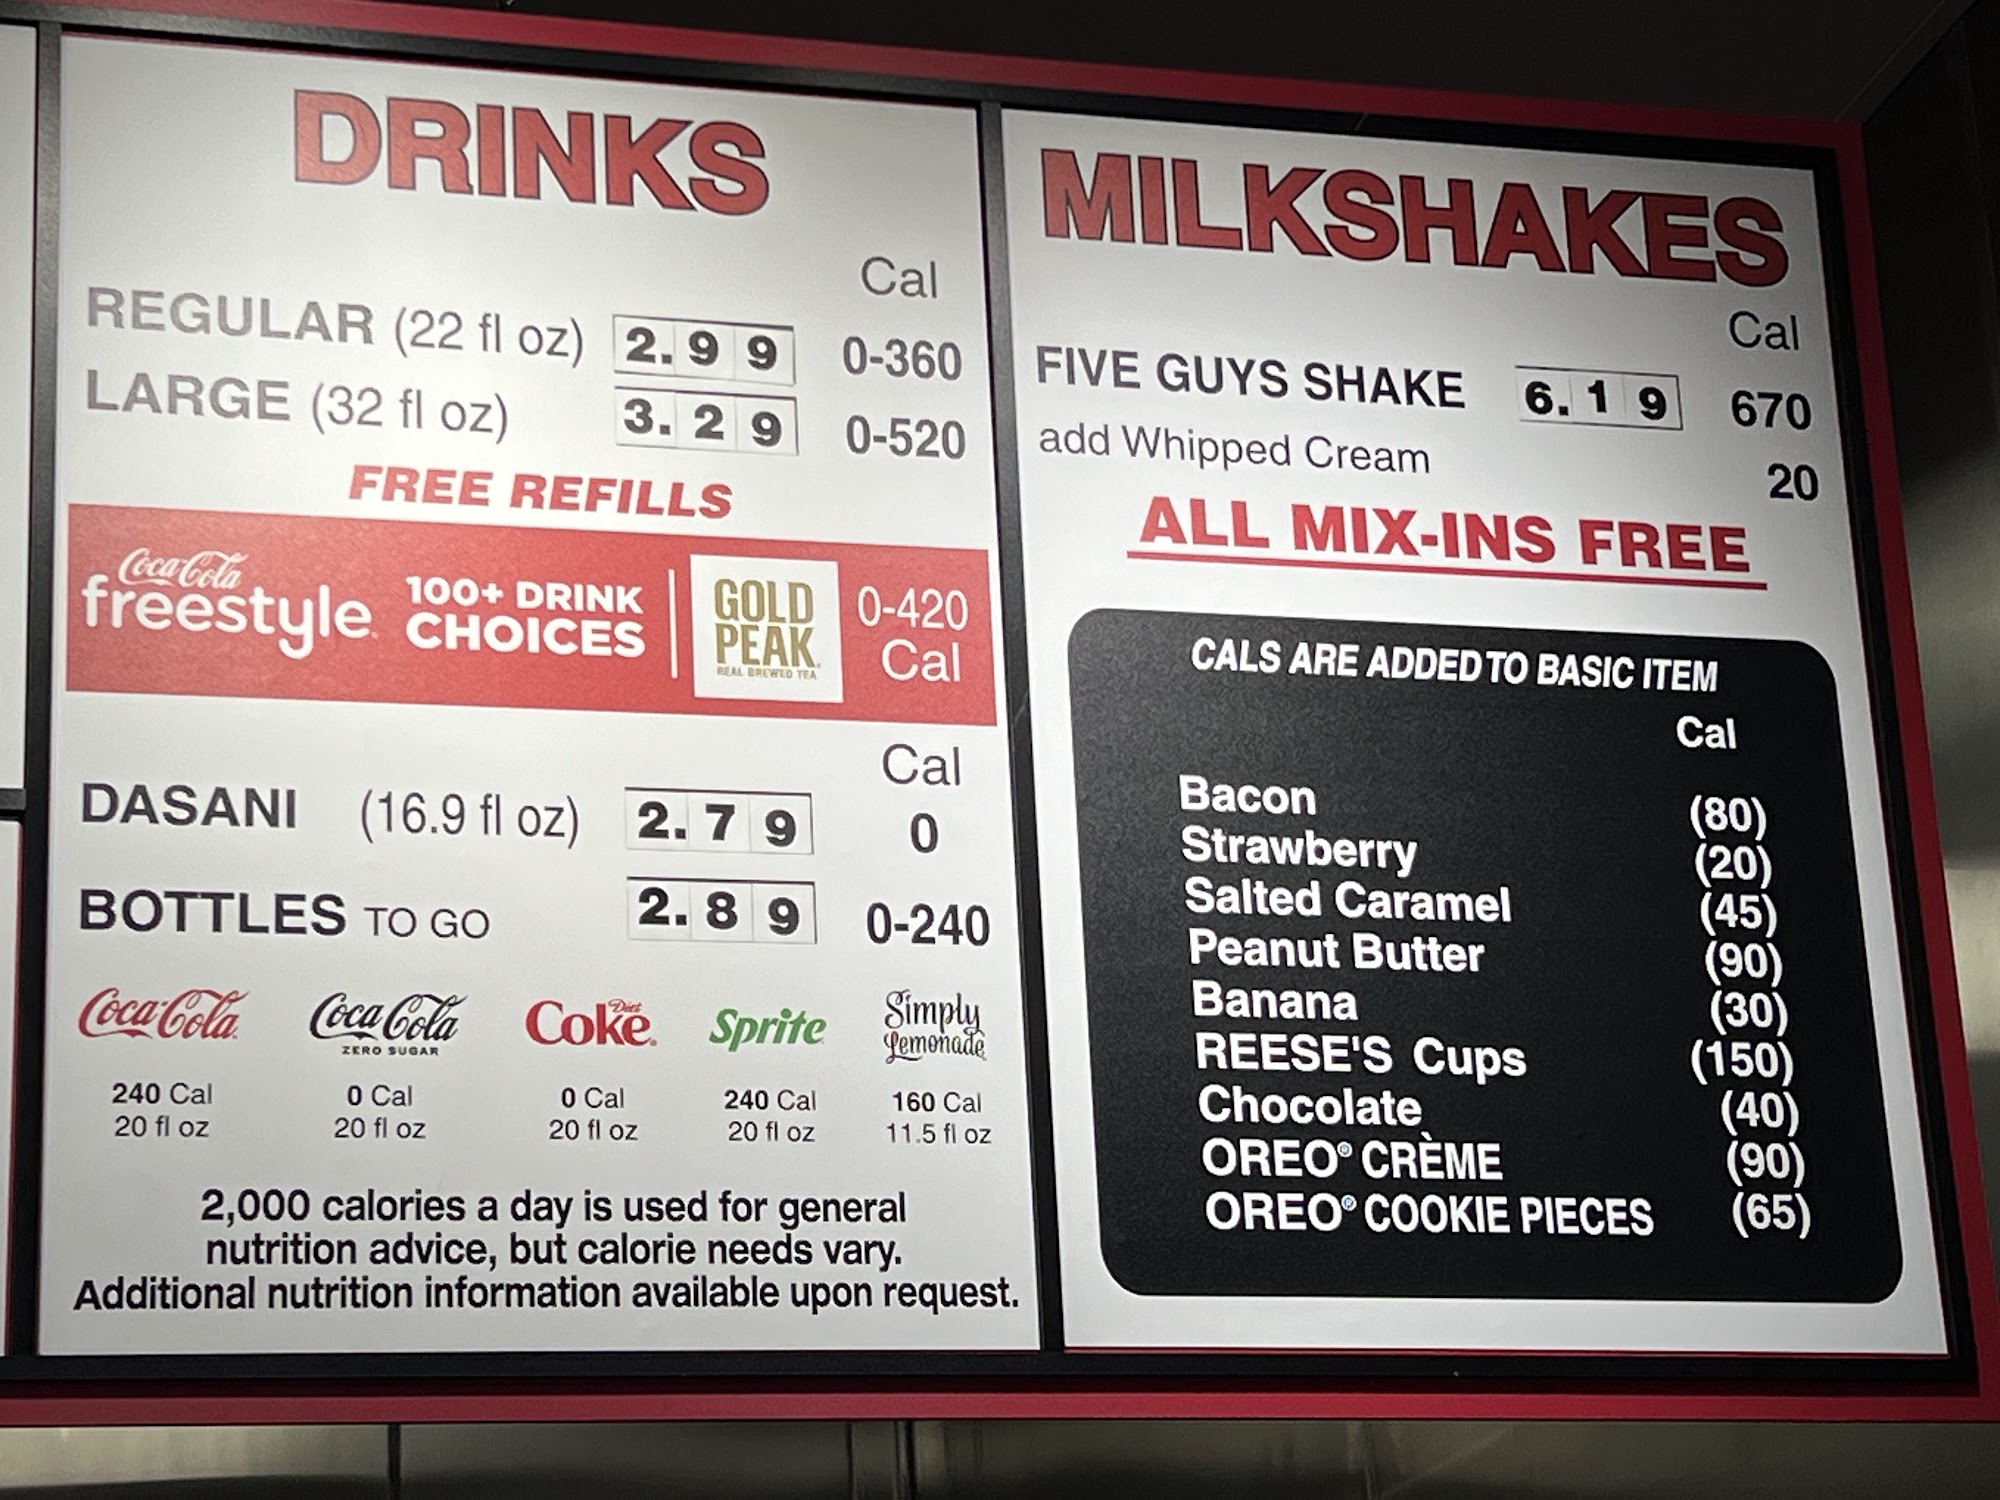 DRINKS
Cal
REGULAR (22 fl oz) 2.99 0-360
LARGE (32 fl oz) 3.29 0-520
FREE REFILLS
Coca-Cola
freestyle
100+ DRINK
CHOICES
GOLD
PEAK
REAL BREWED TEA
0-420
Cal
Cal
DASANI (16.9 fl oz) 2.79 0
BOTTLES TO GO 2.89 0-240
Coca-Cola
240 Cal
20 fl oz
Coca-Cola
ZERO SUGAR
0 Cal
20 fl oz
Diet
Coke
0 Cal
20 fl oz
Sprite
240 Cal
20 fl oz
Simply
Lemonade
160 Cal
11.5 fl oz
2,000 calories a day is used for general
nutrition advice, but calorie needs vary.
Additional nutrition information available upon request.
MILKSHAKES
Cal
FIVE GUYS SHAKE 6.19 670
add Whipped Cream 20
ALL MIX-INS FREE
CALS ARE ADDED TO BASIC ITEM
Cal
Bacon (80)
Strawberry (20)
Salted Caramel (45)
Peanut Butter (90)
Banana (30)
REESE'S Cups (150)
Chocolate (40)
OREO® CRÈME (90)
OREO® COOKIE PIECES (65)